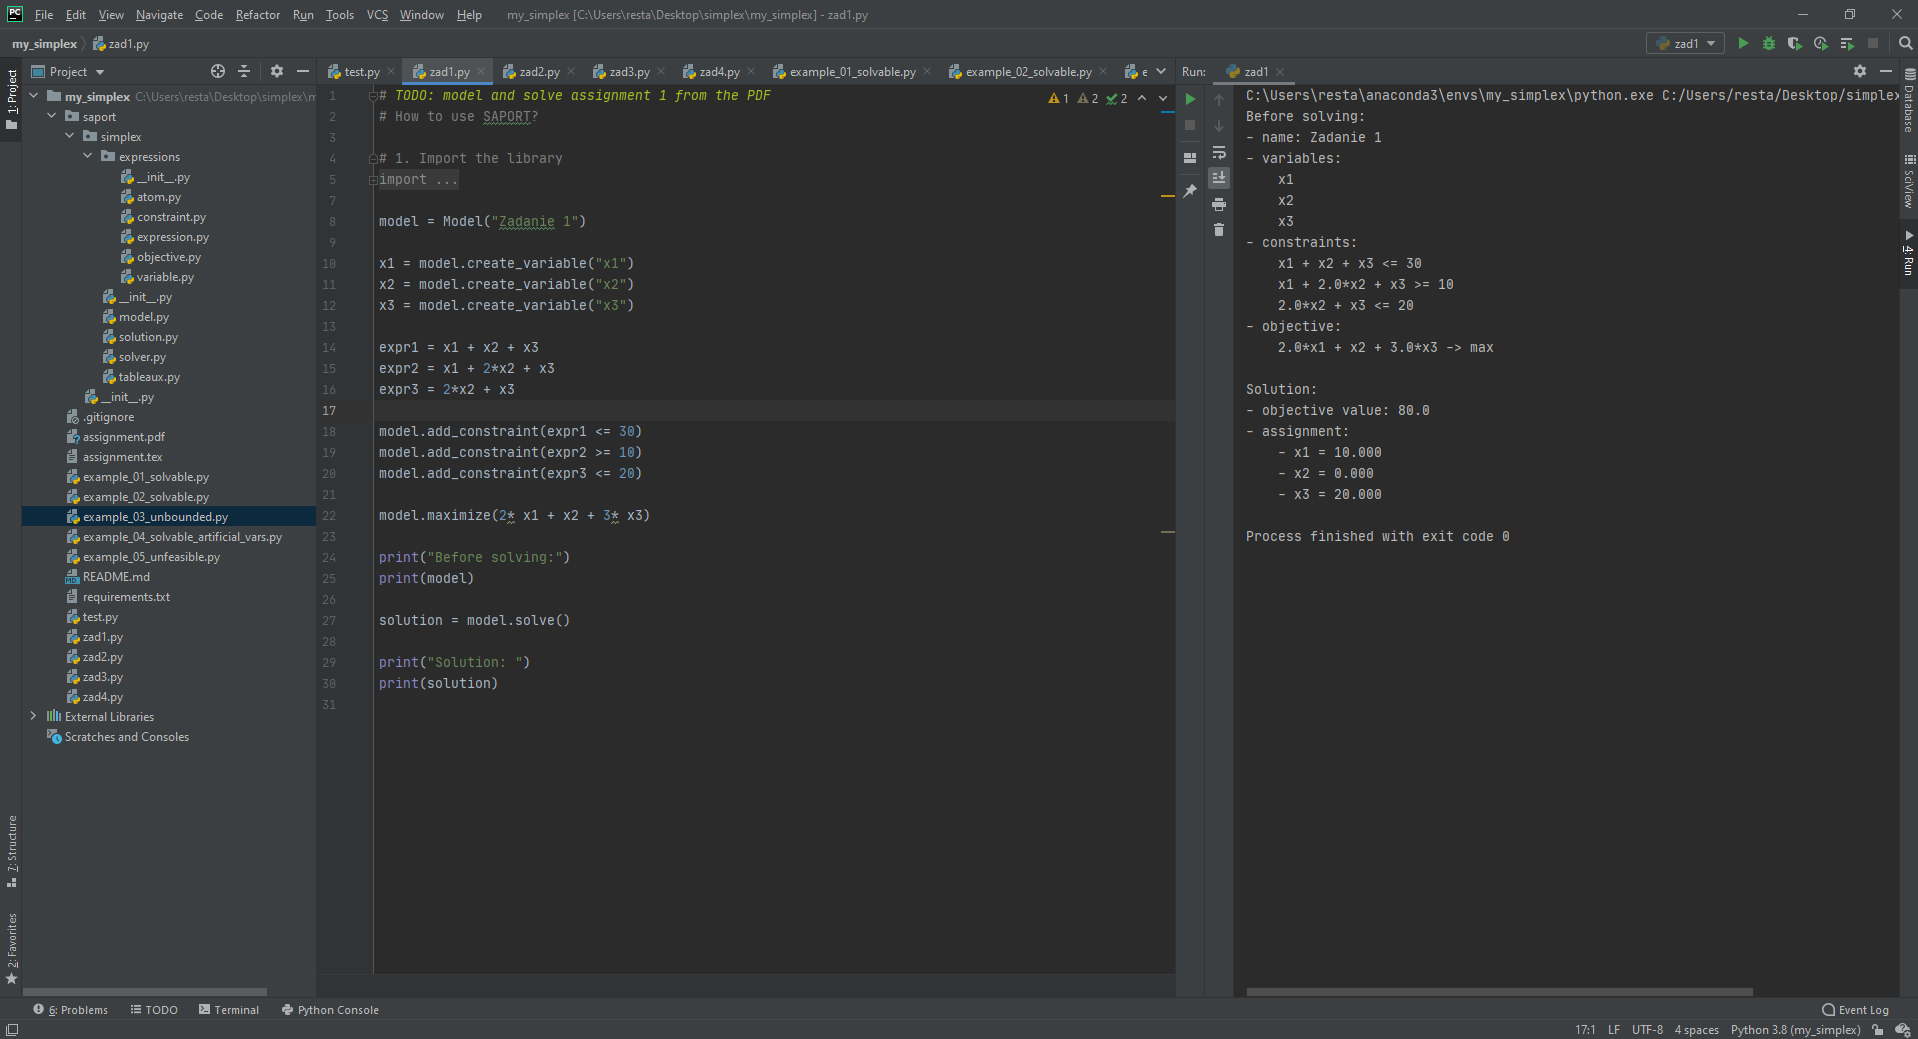 PC File Edit View Navigate Code Refactor Run Tools VCS Window Help my_simplex [C:\Users\resta\Desktop\simplex\my_simplex] - zad1.py
my_simplex zad1.py zad1
1: Project
Project
my_simplex C:\Users\resta\Desktop\simplex\m
saport
simplex
expressions
__init__.py
atom.py
constraint.py
expression.py
objective.py
variable.py
__init__.py
model.py
solution.py
solver.py
tableaux.py
__init__.py
.gitignore
assignment.pdf
assignment.tex
example_01_solvable.py
example_02_solvable.py
example_03_unbounded.py
example_04_solvable_artificial_vars.py
example_05_unfeasible.py
README.md
requirements.txt
test.py
zad1.py
zad2.py
zad3.py
zad4.py
External Libraries
Scratches and Consoles
7: Structure
2: Favorites
test.py zad1.py zad2.py zad3.py zad4.py example_01_solvable.py example_02_solvable.py e
1 # TODO: model and solve assignment 1 from the PDF
1 2 2
2 # How to use SAPORT?
3
4 # 1. Import the library
5 import ...
7
8 model = Model("Zadanie 1")
9
10 x1 = model.create_variable("x1")
11 x2 = model.create_variable("x2")
12 x3 = model.create_variable("x3")
13
14 expr1 = x1 + x2 + x3
15 expr2 = x1 + 2*x2 + x3
16 expr3 = 2*x2 + x3
17
18 model.add_constraint(expr1 <= 30)
19 model.add_constraint(expr2 >= 10)
20 model.add_constraint(expr3 <= 20)
21
22 model.maximize(2* x1 + x2 + 3* x3)
23
24 print("Before solving:")
25 print(model)
26
27 solution = model.solve()
28
29 print("Solution: ")
30 print(solution)
31
Run: zad1
C:\Users\resta\anaconda3\envs\my_simplex\python.exe C:/Users/resta/Desktop/simplex
Before solving:
- name: Zadanie 1
- variables:
x1
x2
x3
- constraints:
x1 + x2 + x3 <= 30
x1 + 2.0*x2 + x3 >= 10
2.0*x2 + x3 <= 20
- objective:
2.0*x1 + x2 + 3.0*x3 -> max
Solution:
- objective value: 80.0
- assignment:
- x1 = 10.000
- x2 = 0.000
- x3 = 20.000
Process finished with exit code 0
Database
SciView
4: Run
6: Problems TODO Terminal Python Console Event Log
17:1 LF UTF-8 4 spaces Python 3.8 (my_simplex)